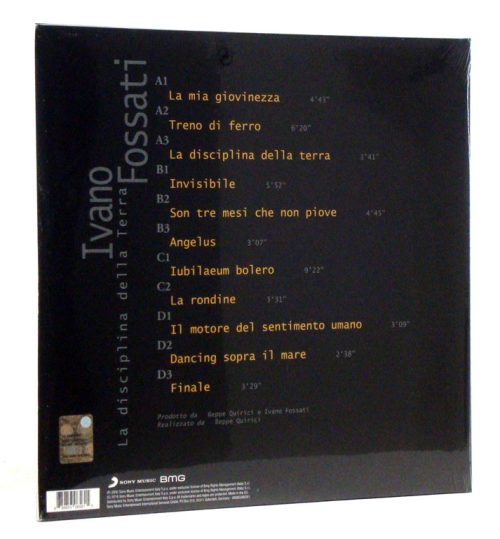 Ivano
Fossati
La disciplina della Terra
A1
La mia giovinezza 4'43"
A2
Treno di ferro 6'20"
A3
La disciplina della terra 3'41"
B1
Invisibile 5'52"
B2
Son tre mesi che non piove 4'45"
B3
Angelus 3'07"
C1
Iubilaeum bolero 9'22"
C2
La rondine 3'31"
D1
Il motore del sentimento umano 3'09"
D2
Dancing sopra il mare 2'38"
D3
Finale 3'29"
Prodotto da Beppe Quirici e Ivano Fossati
Realizzato da Beppe Quirici
SONY MUSIC BMG